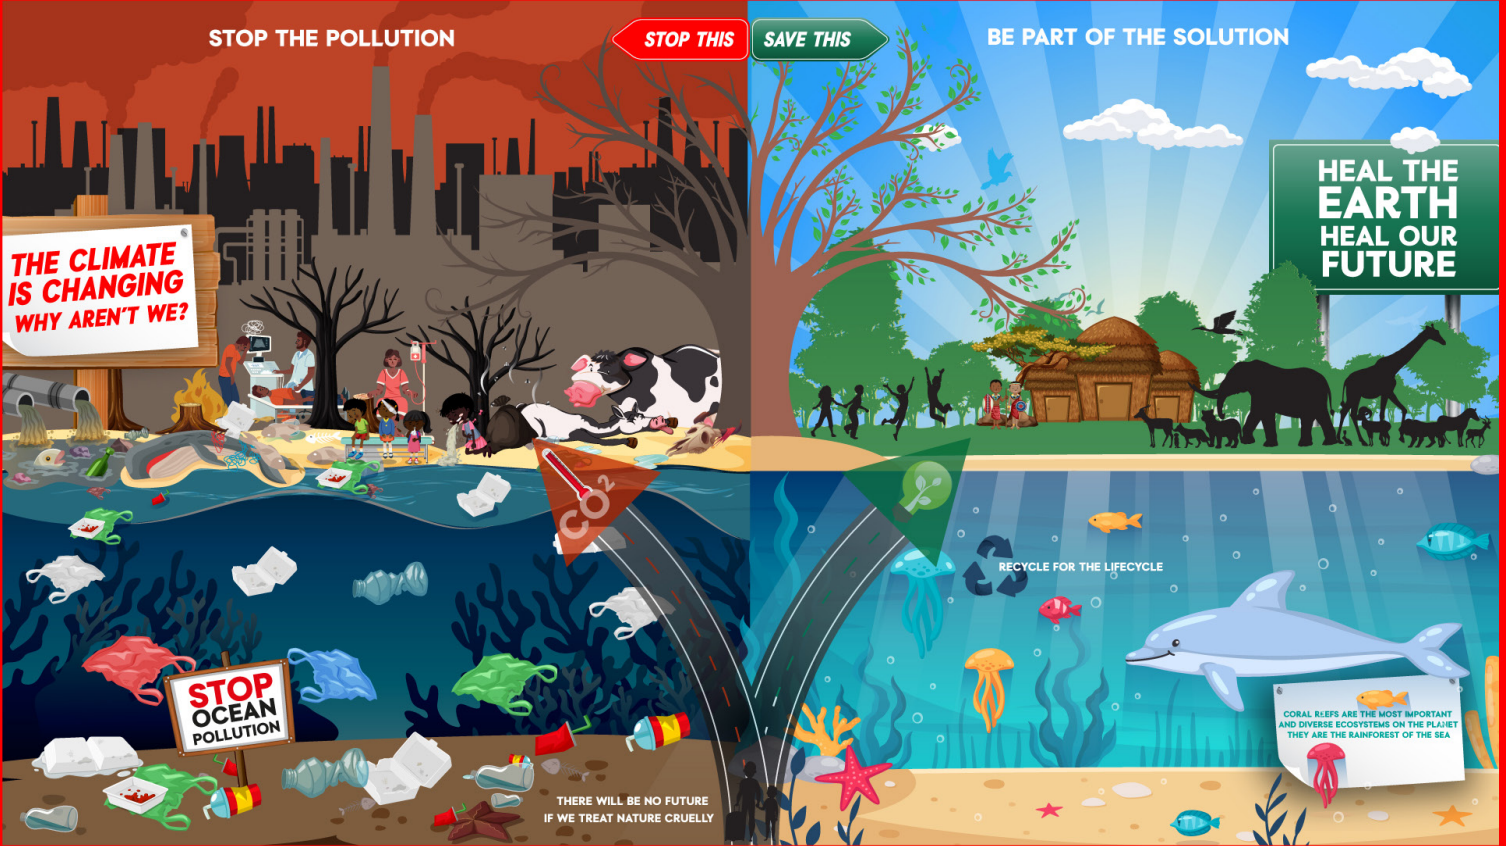 STOP THE POLLUTION
STOP THIS
SAVE THIS
BE PART OF THE SOLUTION
HEAL THE
EARTH
HEAL OUR
FUTURE
THE CLIMATE
IS CHANGING
WHY AREN'T WE?
CO²
RECYCLE FOR THE LIFECYCLE
STOP
OCEAN
POLLUTION
CORAL REEFS ARE THE MOST IMPORTANT
AND DIVERSE ECOSYSTEMS ON THE PLANET
THEY ARE THE RAINFOREST OF THE SEA
THERE WILL BE NO FUTURE
IF WE TREAT NATURE CRUELLY